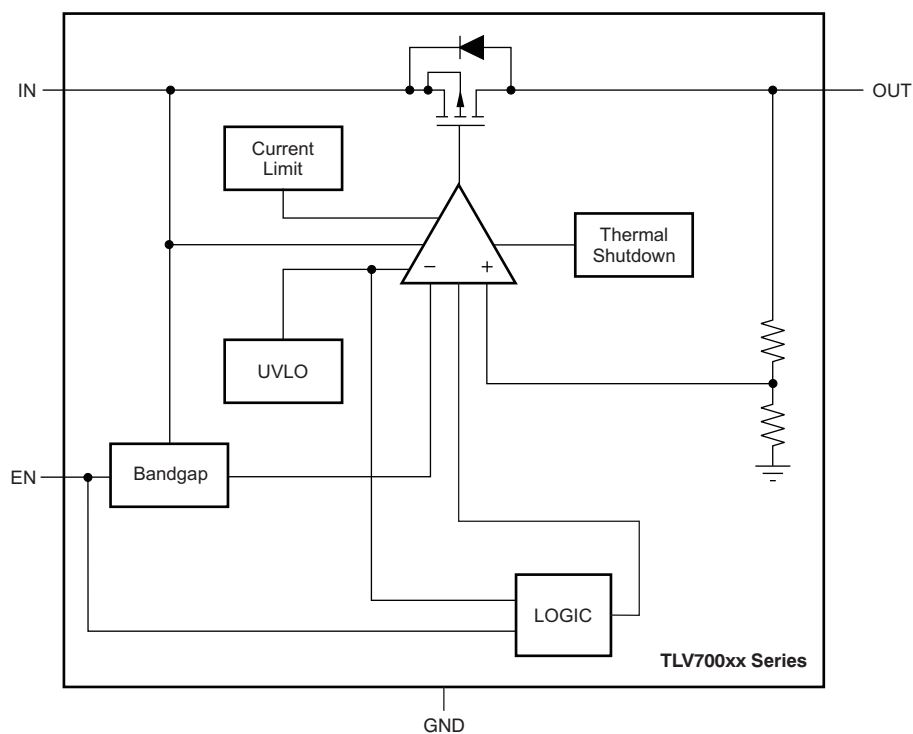 IN
OUT
Current
Limit
Thermal
Shutdown
− +
UVLO
EN
Bandgap
LOGIC
TLV700xx Series
GND